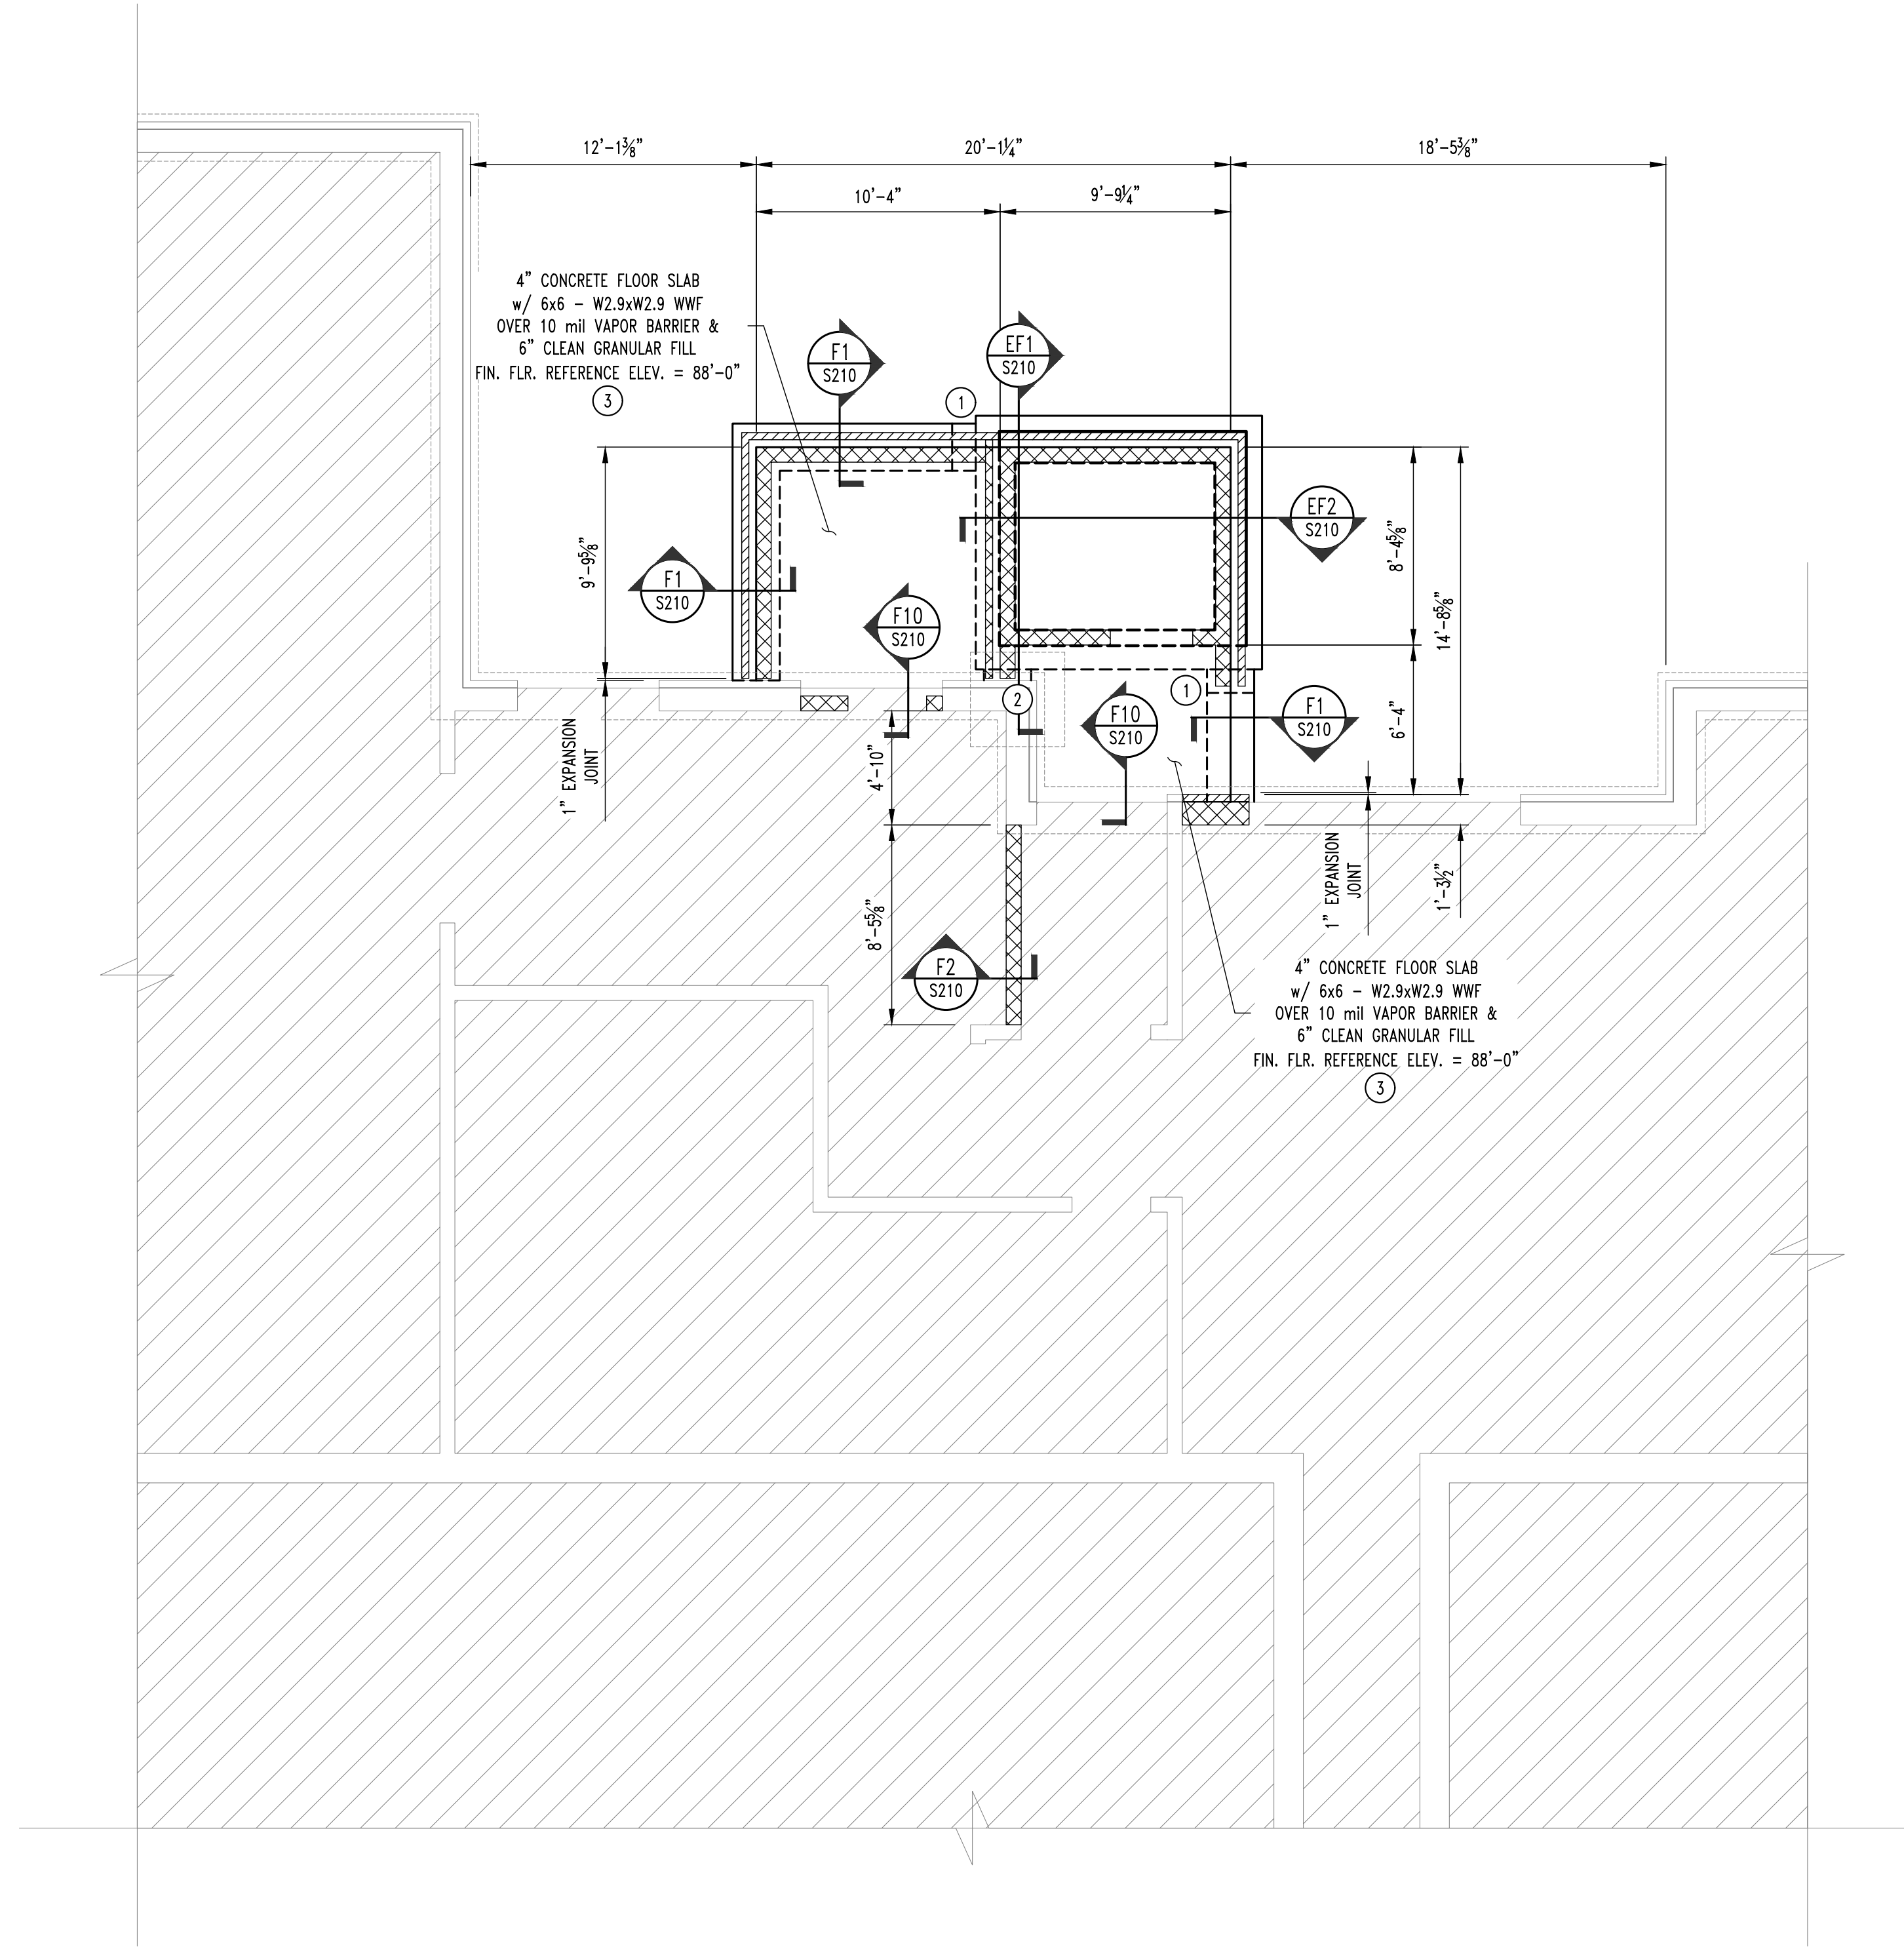 12'-1⅜"
20'-1¼"
18'-5⅜"
10'-4"
9'-9¼"
4" CONCRETE FLOOR SLAB
w/ 6x6 - W2.9xW2.9 WWF
OVER 10 mil VAPOR BARRIER &
6" CLEAN GRANULAR FILL
FIN. FLR. REFERENCE ELEV. = 88'-0"
3
F1
S210
EF1
S210
1
EF2
S210
9'-9⅝"
8'-4⅝"
14'-8⅝"
F1
S210
F10
S210
2
1
F10
S210
F1
S210
6'-4"
1" EXPANSION
JOINT
4'-10"
1" EXPANSION
JOINT
1'-3½"
8'-5⅝"
F2
S210
4" CONCRETE FLOOR SLAB
w/ 6x6 - W2.9xW2.9 WWF
OVER 10 mil VAPOR BARRIER &
6" CLEAN GRANULAR FILL
FIN. FLR. REFERENCE ELEV. = 88'-0"
3